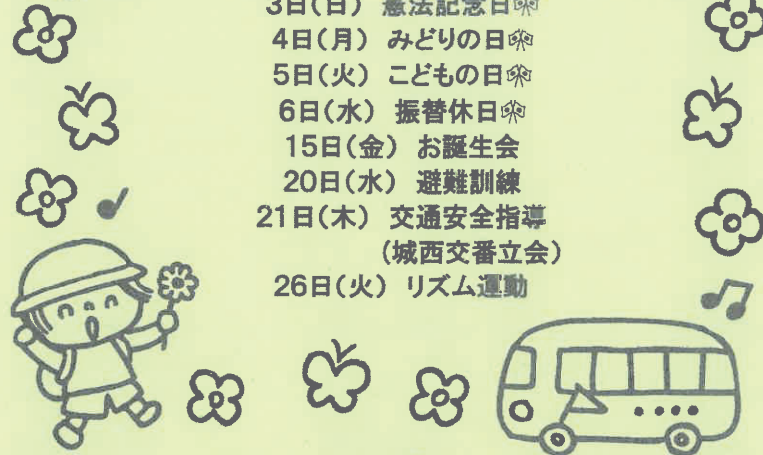 3日(日) 憲法記念日🎌
4日(月) みどりの日🎌
5日(火) こどもの日🎌
6日(水) 振替休日🎌
15日(金) お誕生会
20日(水) 避難訓練
21日(木) 交通安全指導
(城西交番立会)
26日(火) リズム運動